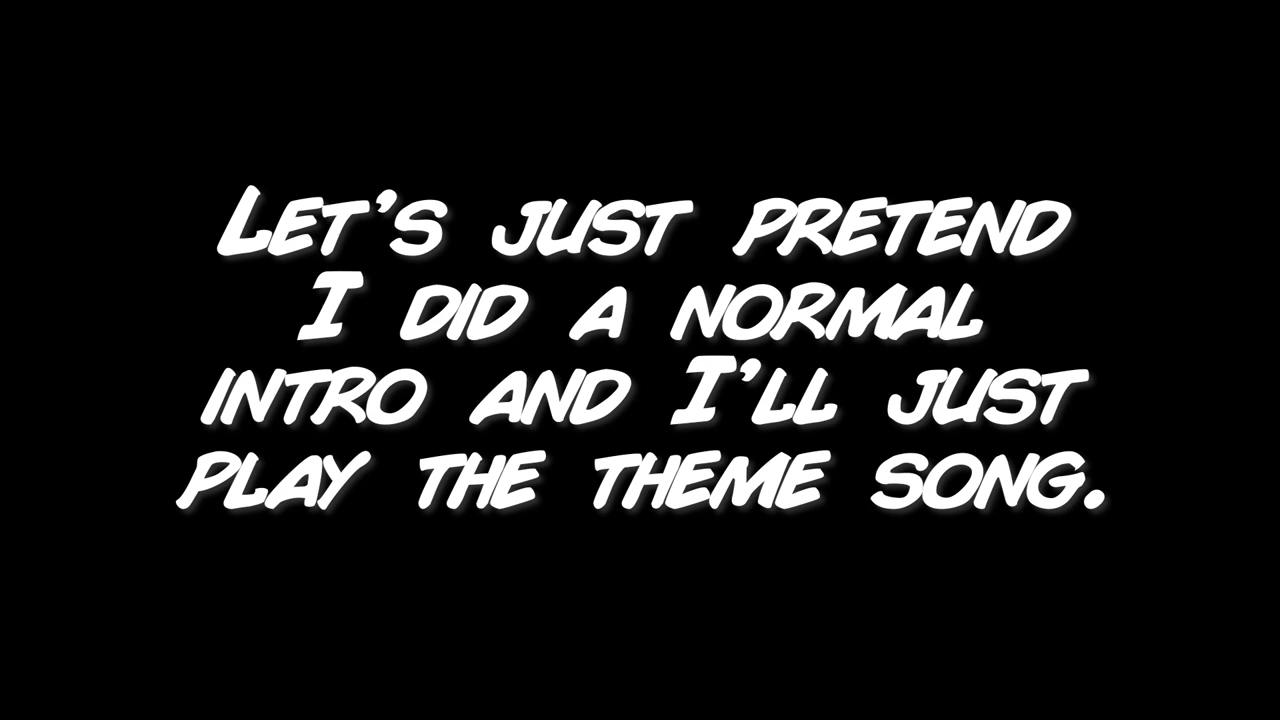 Let's just pretend
I did a normal
intro and I'll just
play the theme song.